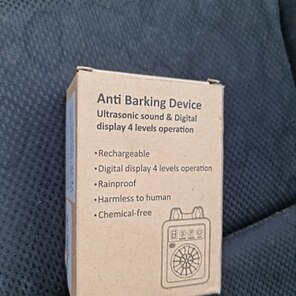 Anti Barking Device
Ultrasonic sound & Digital
display 4 levels operation
•Rechargeable
•Digital display 4 levels operation
•Rainproof
•Harmless to human
•Chemical-free